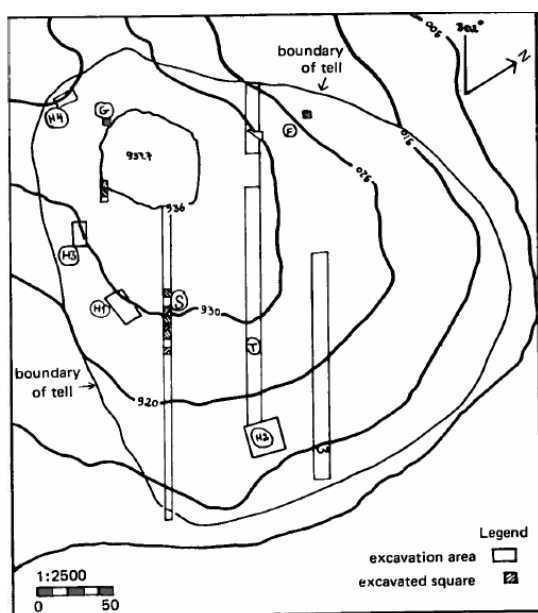 302°
900
N
boundary
of tell
H4
G
F
910
937.7
920
936
H3
S
H1
930
T
boundary
of tell
920
H2
Legend
excavation area
excavated square
1:2500
0
50